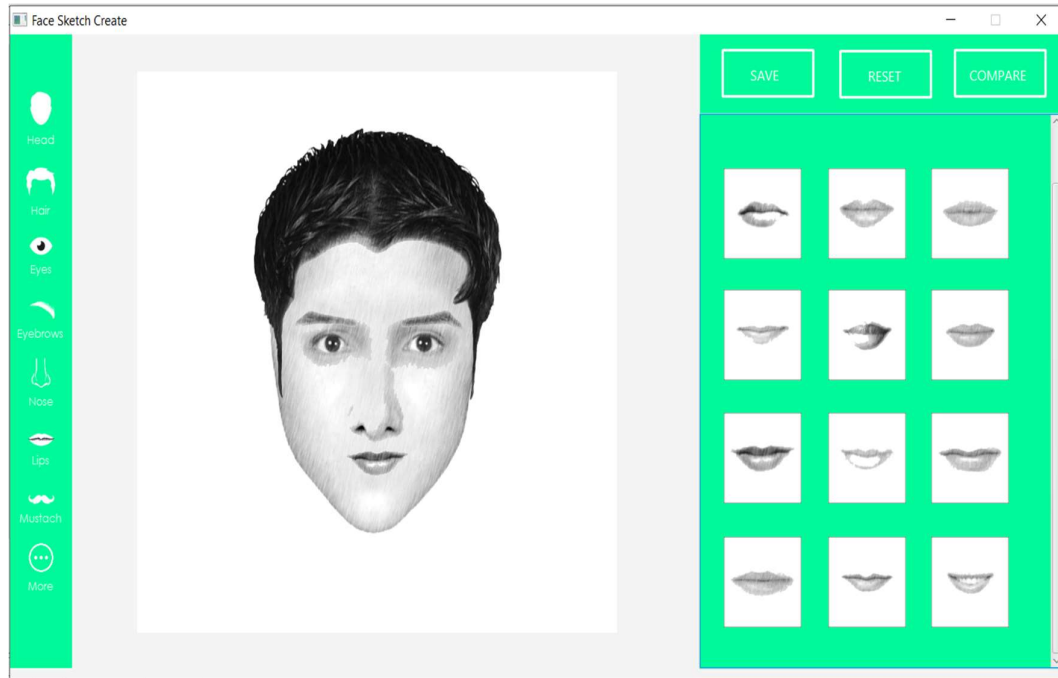 Face Sketch Create
Head
Hair
Eyes
Eyebrows
Nose
Lips
Mustach
More
SAVE
RESET
COMPARE